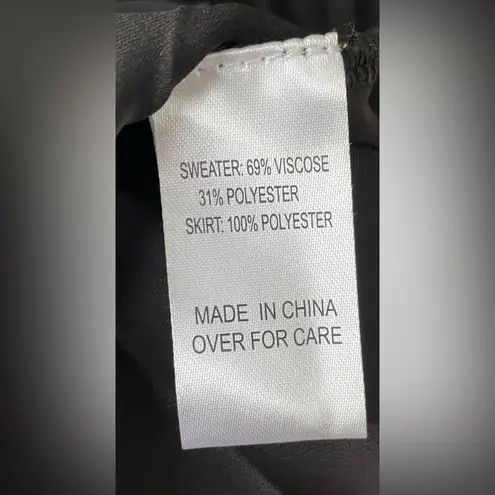 SWEATER: 69% VISCOSE
31% POLYESTER
SKIRT: 100% POLYESTER
MADE IN CHINA
OVER FOR CARE